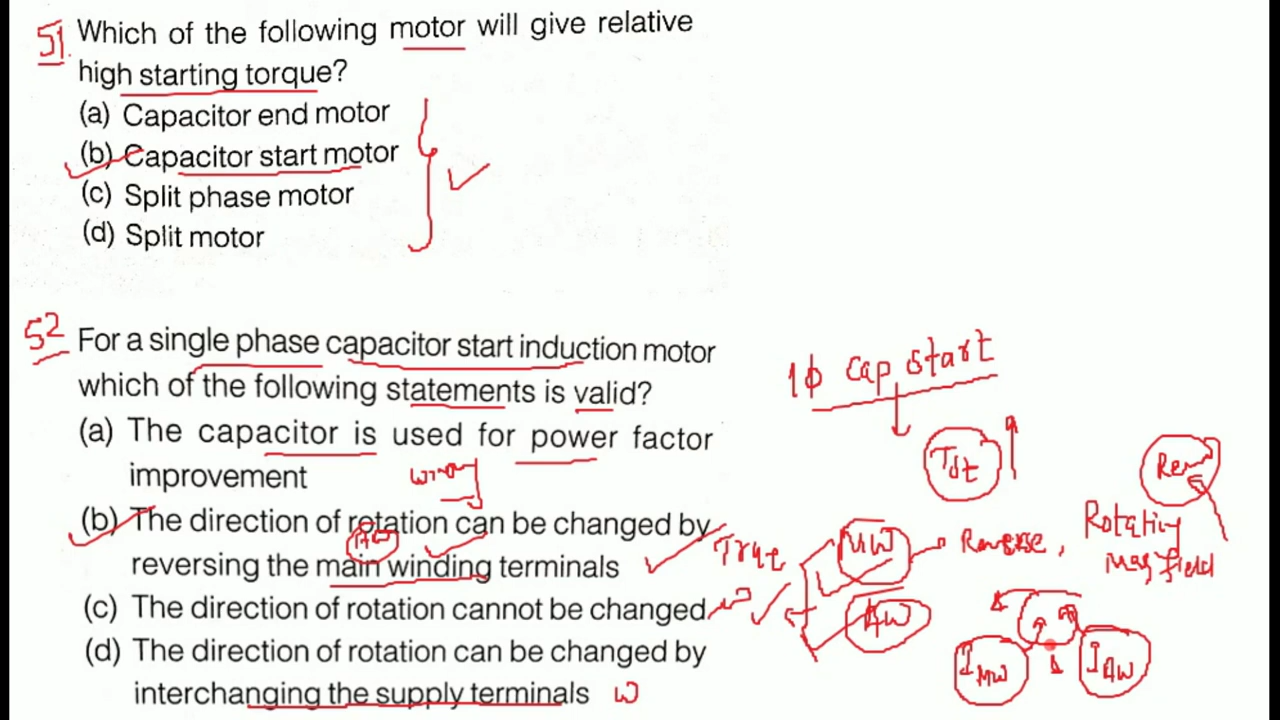 51. Which of the following motor will give relative
high starting torque?
(a) Capacitor end motor
(b) Capacitor start motor
(c) Split phase motor
(d) Split motor
52 For a single phase capacitor start induction motor
which of the following statements is valid?
(a) The capacitor is used for power factor
improvement
wrong
(b) The direction of rotation can be changed by
AW
reversing the main winding terminals
(c) The direction of rotation cannot be changed
(d) The direction of rotation can be changed by
interchanging the supply terminals W
1ϕ Cap start
Tst
True
MW
Reverse,
AW
Rev
Rotating
Mag field
IMW
IAW